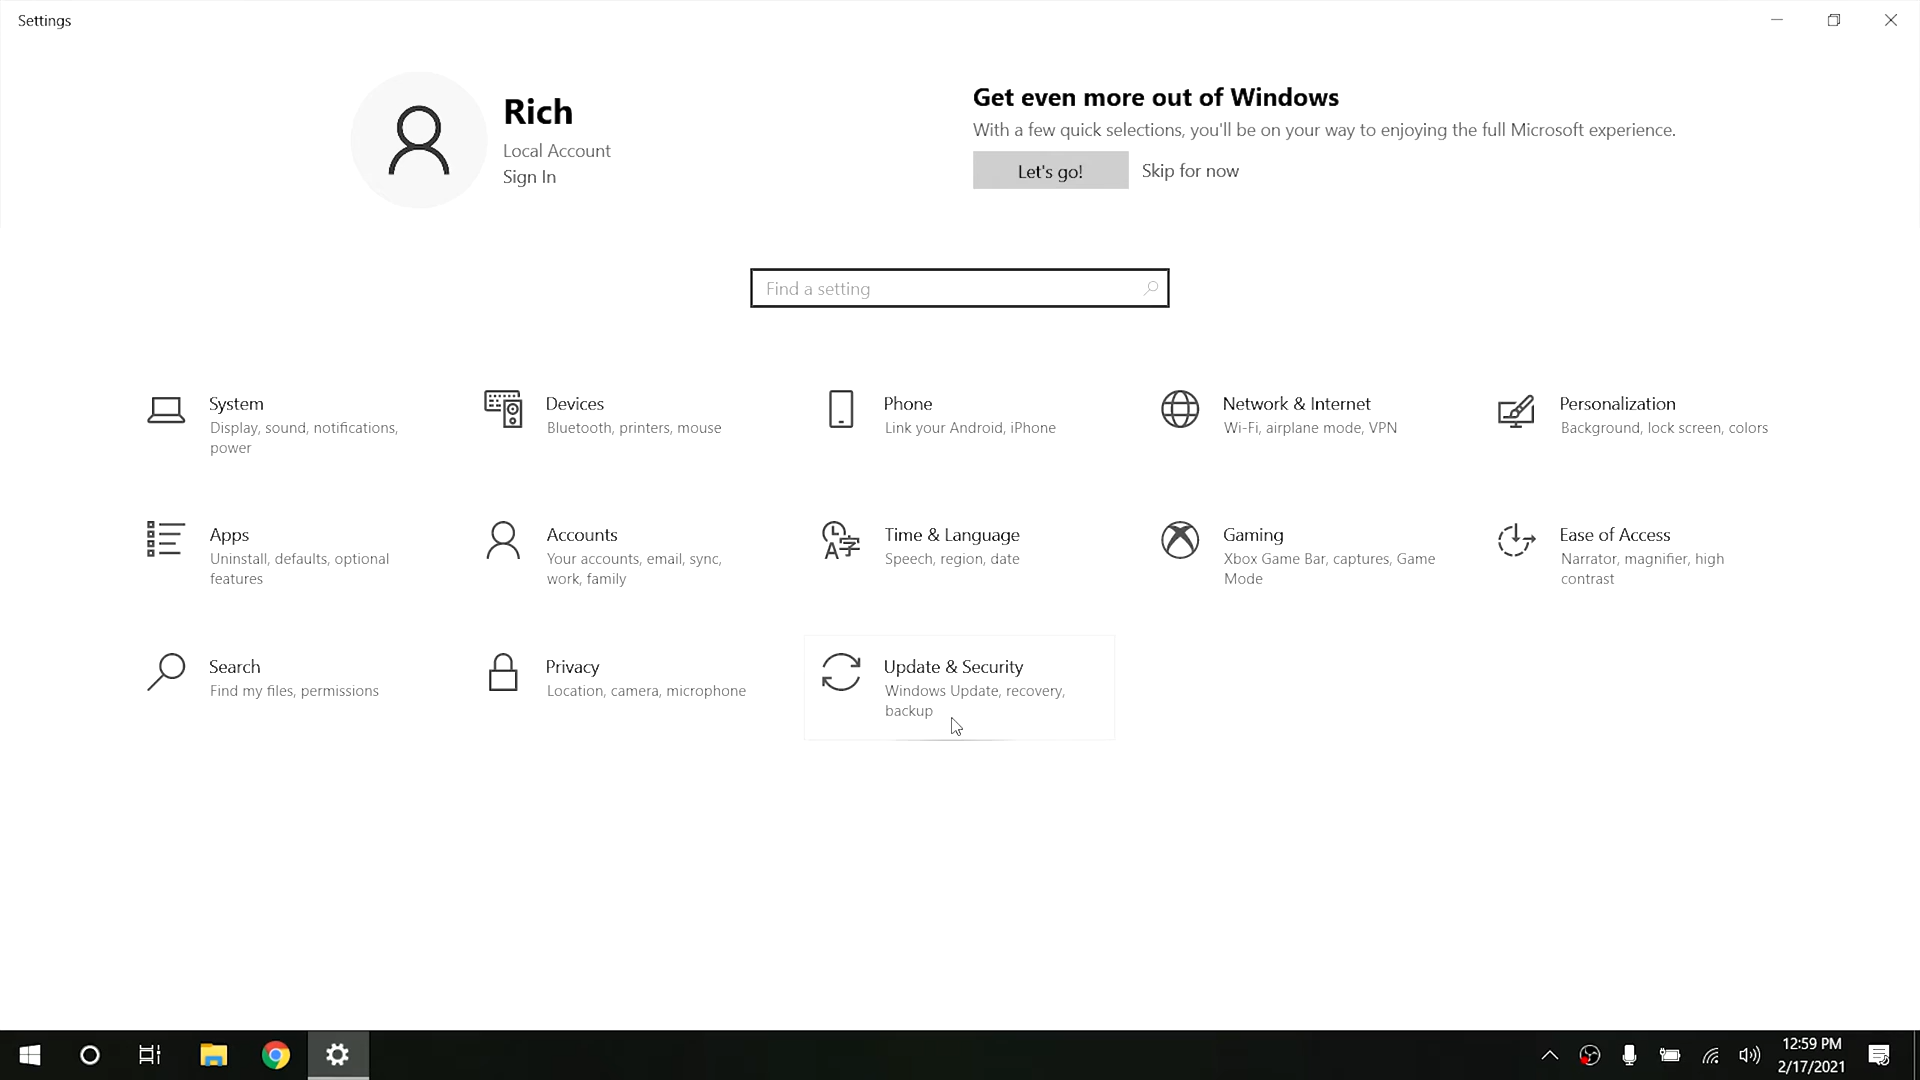 Settings
Rich
Local Account
Sign In
Get even more out of Windows
With a few quick selections, you'll be on your way to enjoying the full Microsoft experience.
Let's go!
Skip for now
Find a setting
System
Display, sound, notifications,
power
Devices
Bluetooth, printers, mouse
Phone
Link your Android, iPhone
Network & Internet
Wi-Fi, airplane mode, VPN
Personalization
Background, lock screen, colors
Apps
Uninstall, defaults, optional
features
Accounts
Your accounts, email, sync,
work, family
Time & Language
Speech, region, date
Gaming
Xbox Game Bar, captures, Game
Mode
Ease of Access
Narrator, magnifier, high
contrast
Search
Find my files, permissions
Privacy
Location, camera, microphone
Update & Security
Windows Update, recovery,
backup
12:59 PM
2/17/2021